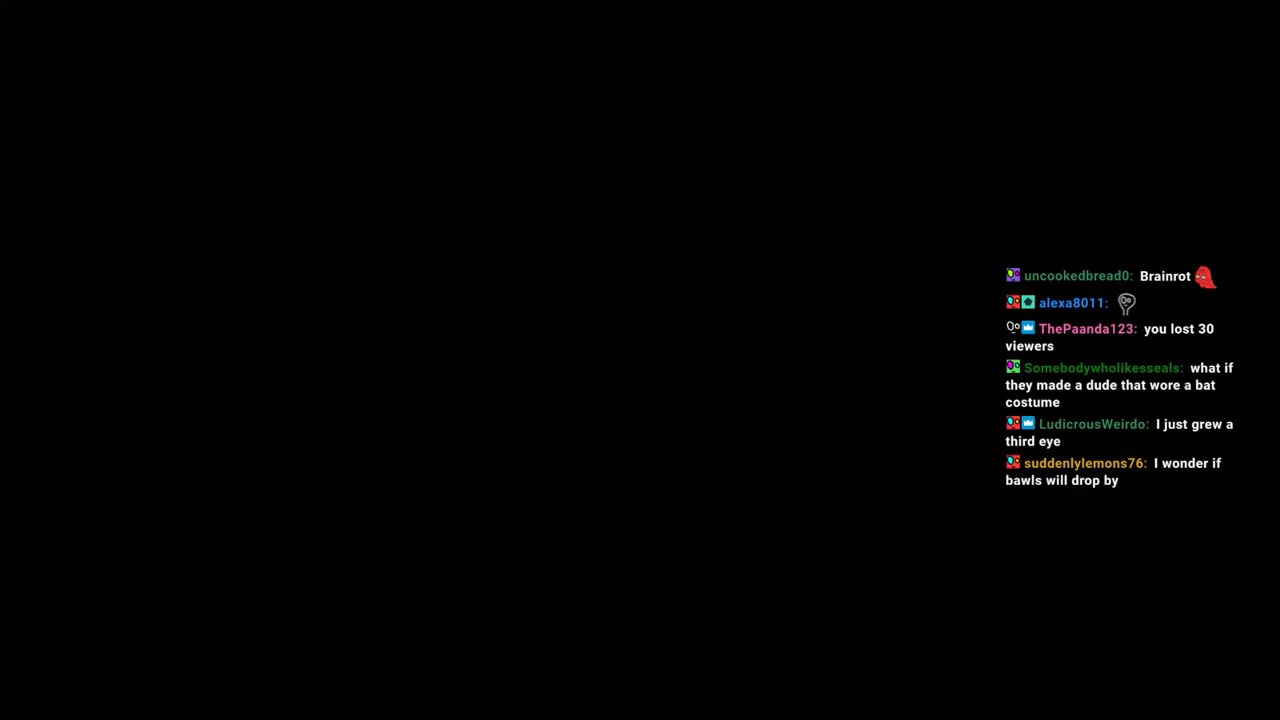 uncookedbread0: Brainrot
alexa8011:
ThePaanda123: you lost 30
viewers
Somebodywholikesseals: what if
they made a dude that wore a bat
costume
LudicrousWeirdo: I just grew a
third eye
suddenlylemons76: I wonder if
bawls will drop by